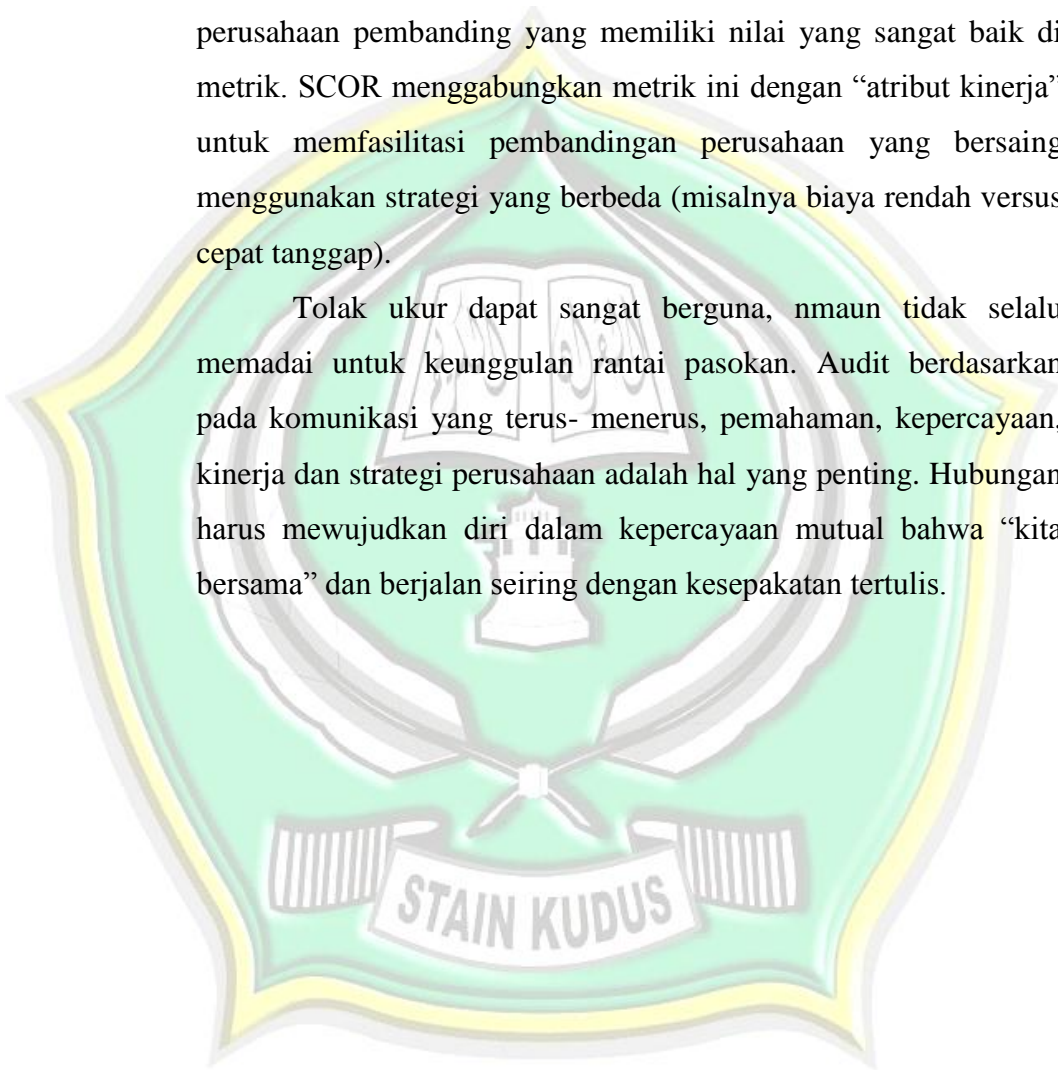 perusahaan pembanding yang memiliki nilai yang sangat baik di
metrik. SCOR menggabungkan metrik ini dengan “atribut kinerja”
untuk memfasilitasi pembandingan perusahaan yang bersaing
menggunakan strategi yang berbeda (misalnya biaya rendah versus
cepat tanggap).
Tolak ukur dapat sangat berguna, nmaun tidak selalu
memadai untuk keunggulan rantai pasokan. Audit berdasarkan
pada komunikasi yang terus- menerus, pemahaman, kepercayaan,
kinerja dan strategi perusahaan adalah hal yang penting. Hubungan
harus mewujudkan diri dalam kepercayaan mutual bahwa “kita
bersama” dan berjalan seiring dengan kesepakatan tertulis.
STAIN KUDUS